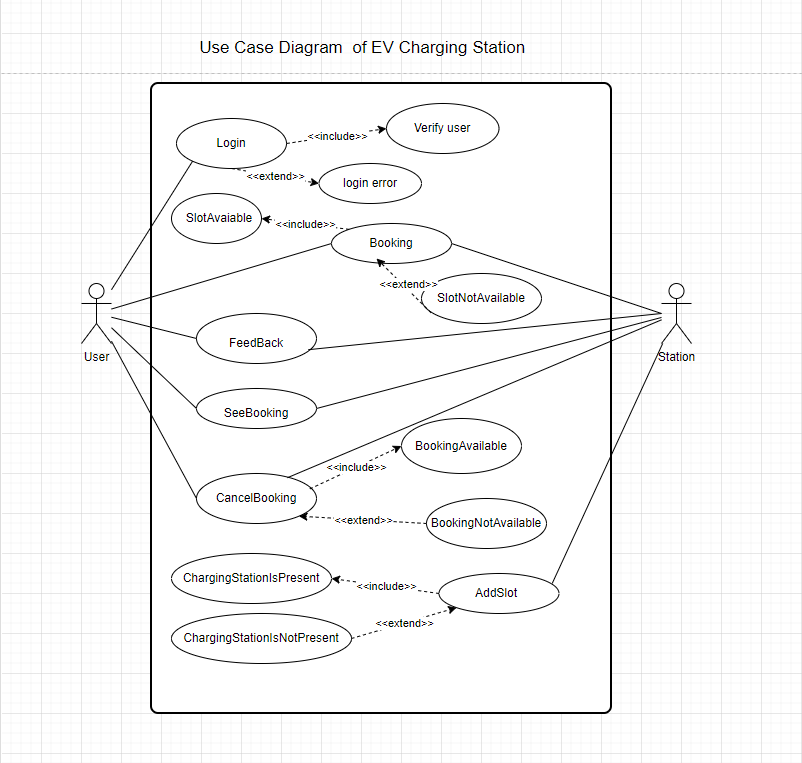 Use Case Diagram of EV Charging Station
Login
<<include>>
Verify user
<<extend>>
login error
SlotAvaiable
<<include>>
Booking
<<extend>>
SlotNotAvailable
User
Station
FeedBack
SeeBooking
BookingAvailable
<<include>>
CancelBooking
<<extend>>
BookingNotAvailable
ChargingStationIsPresent
<<include>>
AddSlot
<<extend>>
ChargingStationIsNotPresent